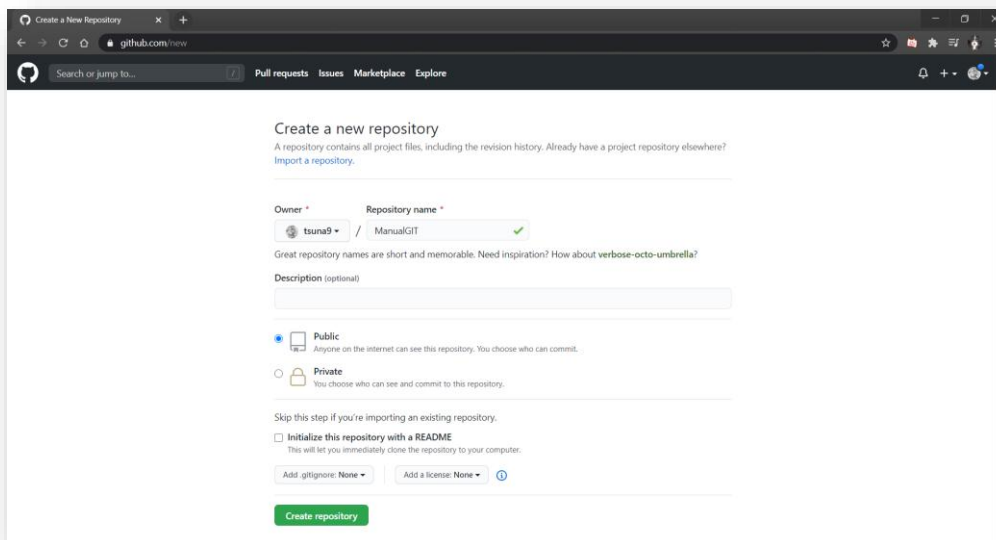 Create a New Repository
github.com/new
Search or jump to...
/
Pull requests Issues Marketplace Explore
Create a new repository
A repository contains all project files, including the revision history. Already have a project repository elsewhere?
Import a repository.
Owner * Repository name *
tsuna9 / ManualGIT
Great repository names are short and memorable. Need inspiration? How about verbose-octo-umbrella?
Description (optional)
Public
Anyone on the internet can see this repository. You choose who can commit.
Private
You choose who can see and commit to this repository.
Skip this step if you're importing an existing repository.
Initialize this repository with a README
This will let you immediately clone the repository to your computer.
Add .gitignore: None Add a license: None
Create repository